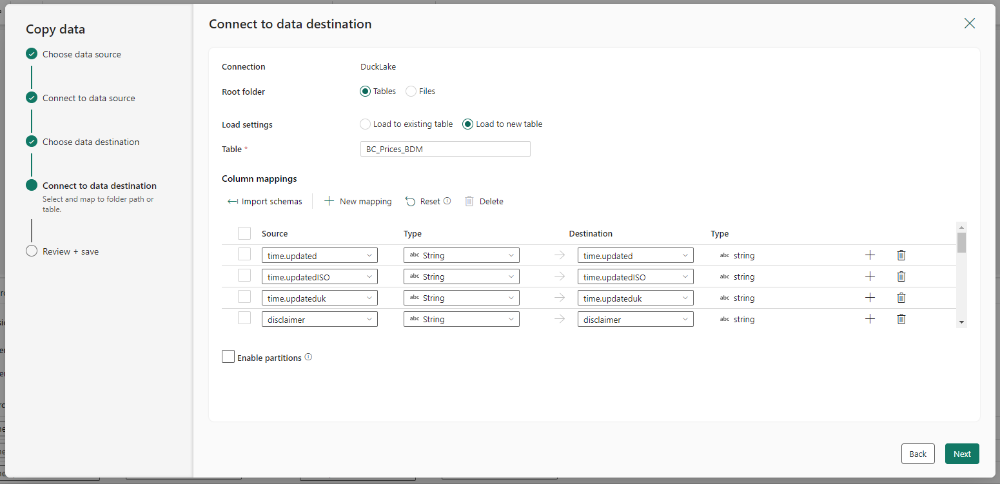 Copy data
Choose data source
Connect to data source
Choose data destination
Connect to data destination
Select and map to folder path or
table.
Review + save
Connect to data destination
Connection DuckLake
Root folder Tables Files
Load settings Load to existing table Load to new table
Table * BC_Prices_BDM
Column mappings
Import schemas New mapping Reset Delete
Source Type Destination Type
time.updated abc String time.updated abc string
time.updatedISO abc String time.updatedISO abc string
time.updateduk abc String time.updateduk abc string
disclaimer abc String disclaimer abc string
Enable partitions
Back Next